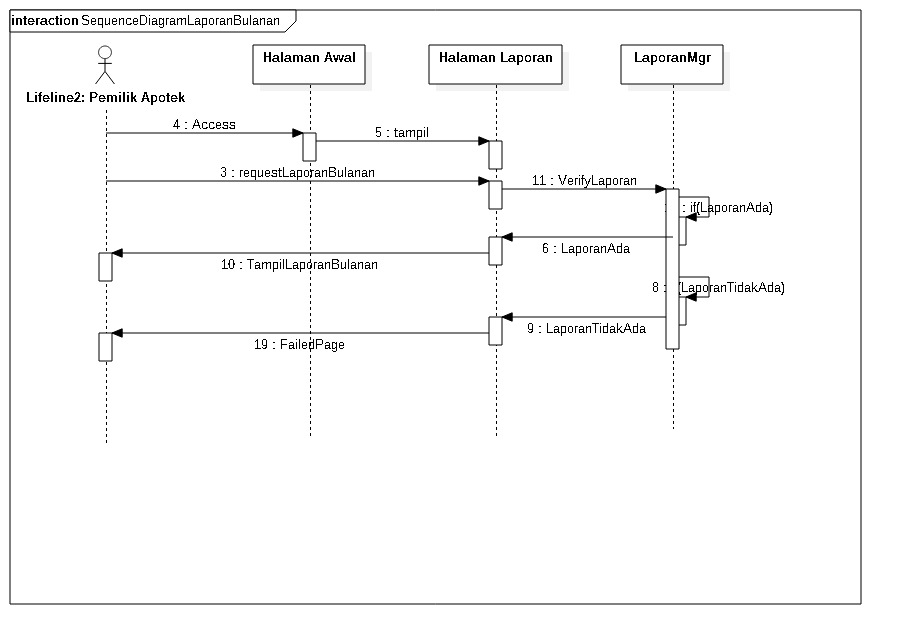 interaction SequenceDiagramLaporanBulanan
Halaman Awal
Halaman Laporan
LaporanMgr
Lifeline2: Pemilik Apotek
4 : Access
5 : tampil
3 : requestLaporanBulanan
11 : VerifyLaporan
: if(LaporanAda)
6 : LaporanAda
10 : TampilLaporanBulanan
8 : (LaporanTidakAda)
9 : LaporanTidakAda
19 : FailedPage